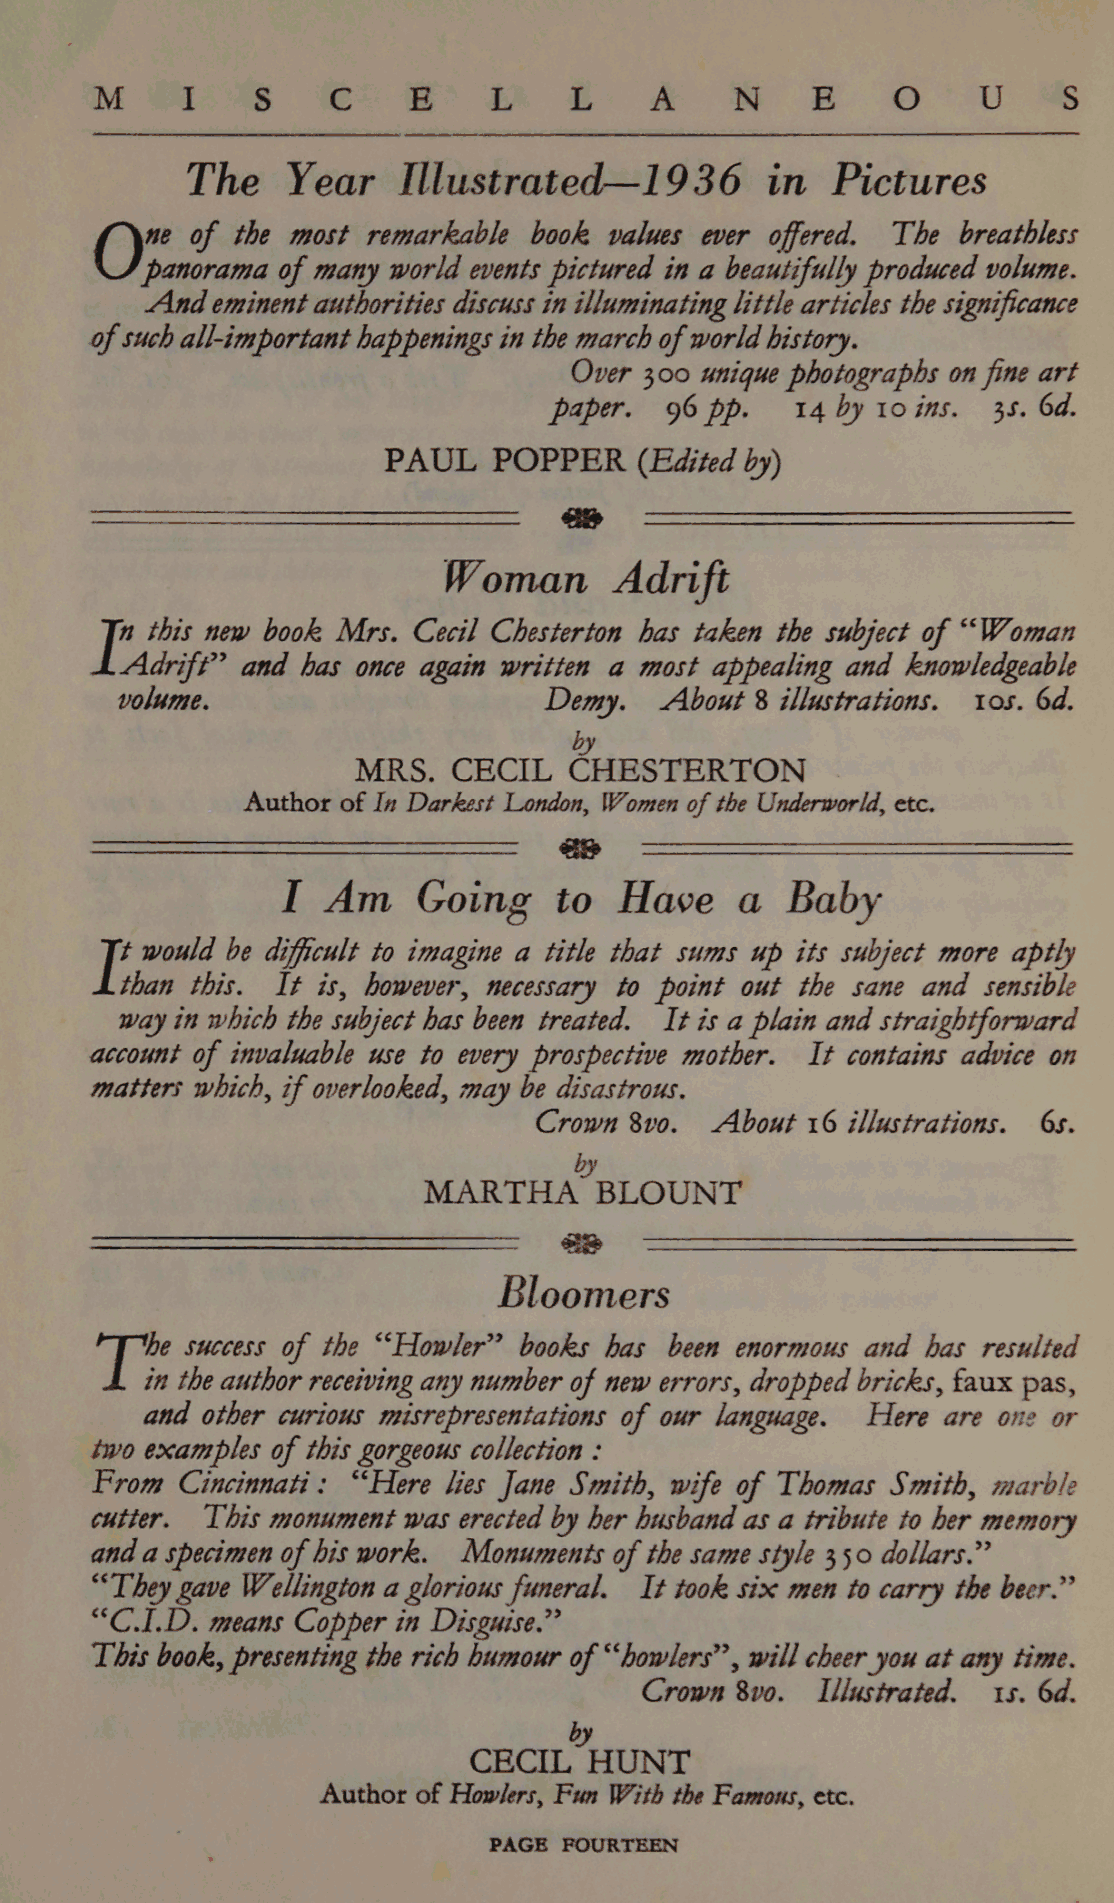 MISCELLANEOUS
The Year Illustrated—1936 in Pictures
One of the most remarkable book values ever offered. The breathless
panorama of many world events pictured in a beautifully produced volume.
And eminent authorities discuss in illuminating little articles the significance
of such all-important happenings in the march of world history.
Over 300 unique photographs on fine art
paper. 96 pp. 14 by 10 ins. 3s. 6d.
PAUL POPPER (Edited by)
Woman Adrift
In this new book Mrs. Cecil Chesterton has taken the subject of “Woman
Adrift” and has once again written a most appealing and knowledgeable
volume. Demy. About 8 illustrations. 10s. 6d.
by
MRS. CECIL CHESTERTON
Author of In Darkest London, Women of the Underworld, etc.
I Am Going to Have a Baby
It would be difficult to imagine a title that sums up its subject more aptly
than this. It is, however, necessary to point out the sane and sensible
way in which the subject has been treated. It is a plain and straightforward
account of invaluable use to every prospective mother. It contains advice on
matters which, if overlooked, may be disastrous.
Crown 8vo. About 16 illustrations. 6s.
by
MARTHA BLOUNT
Bloomers
The success of the “Howler” books has been enormous and has resulted
in the author receiving any number of new errors, dropped bricks, faux pas,
and other curious misrepresentations of our language. Here are one or
two examples of this gorgeous collection :
From Cincinnati : “Here lies Jane Smith, wife of Thomas Smith, marble
cutter. This monument was erected by her husband as a tribute to her memory
and a specimen of his work. Monuments of the same style 350 dollars.”
“They gave Wellington a glorious funeral. It took six men to carry the beer.”
“C.I.D. means Copper in Disguise.”
This book, presenting the rich humour of “howlers”, will cheer you at any time.
Crown 8vo. Illustrated. 1s. 6d.
by
CECIL HUNT
Author of Howlers, Fun With the Famous, etc.
PAGE FOURTEEN